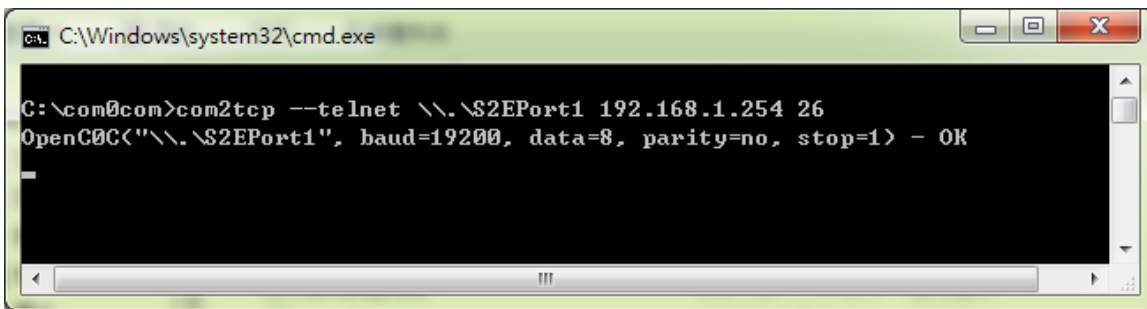 C:\Windows\system32\cmd.exe
C:\com0com>com2tcp --telnet \\.\S2EPort1 192.168.1.254 26
OpenC0C("\\.\S2EPort1", baud=19200, data=8, parity=no, stop=1) - OK